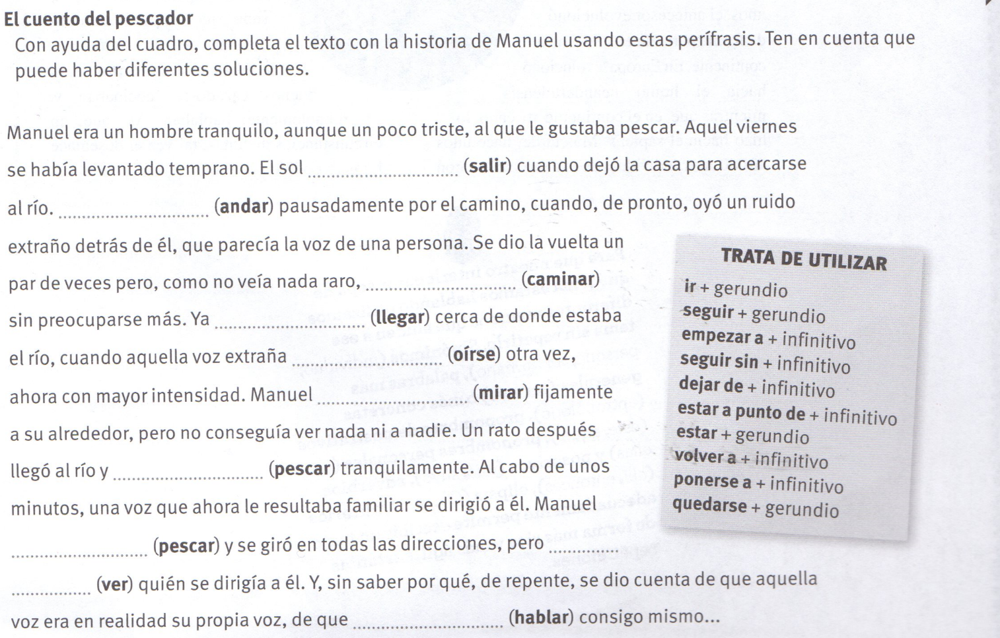 El cuento del pescador
Con ayuda del cuadro, completa el texto con la historia de Manuel usando estas perífrasis. Ten en cuenta que
puede haber diferentes soluciones.
Manuel era un hombre tranquilo, aunque un poco triste, al que le gustaba pescar. Aquel viernes
se había levantado temprano. El sol ........................ (salir) cuando dejó la casa para acercarse
al río. ........................ (andar) pausadamente por el camino, cuando, de pronto, oyó un ruido
extraño detrás de él, que parecía la voz de una persona. Se dio la vuelta un
par de veces pero, como no veía nada raro, ........................ (caminar)
sin preocuparse más. Ya ........................ (llegar) cerca de donde estaba
el río, cuando aquella voz extraña ........................ (oírse) otra vez,
ahora con mayor intensidad. Manuel ........................ (mirar) fijamente
a su alrededor, pero no conseguía ver nada ni a nadie. Un rato después
llegó al río y ........................ (pescar) tranquilamente. Al cabo de unos
minutos, una voz que ahora le resultaba familiar se dirigió a él. Manuel
........................ (pescar) y se giró en todas las direcciones, pero ............
............ (ver) quién se dirigía a él. Y, sin saber por qué, de repente, se dio cuenta de que aquella
voz era en realidad su propia voz, de que ........................ (hablar) consigo mismo...
TRATA DE UTILIZAR
ir + gerundio
seguir + gerundio
empezar a + infinitivo
seguir sin + infinitivo
dejar de + infinitivo
estar a punto de + infinitivo
estar + gerundio
volver a + infinitivo
ponerse a + infinitivo
quedarse + gerundio